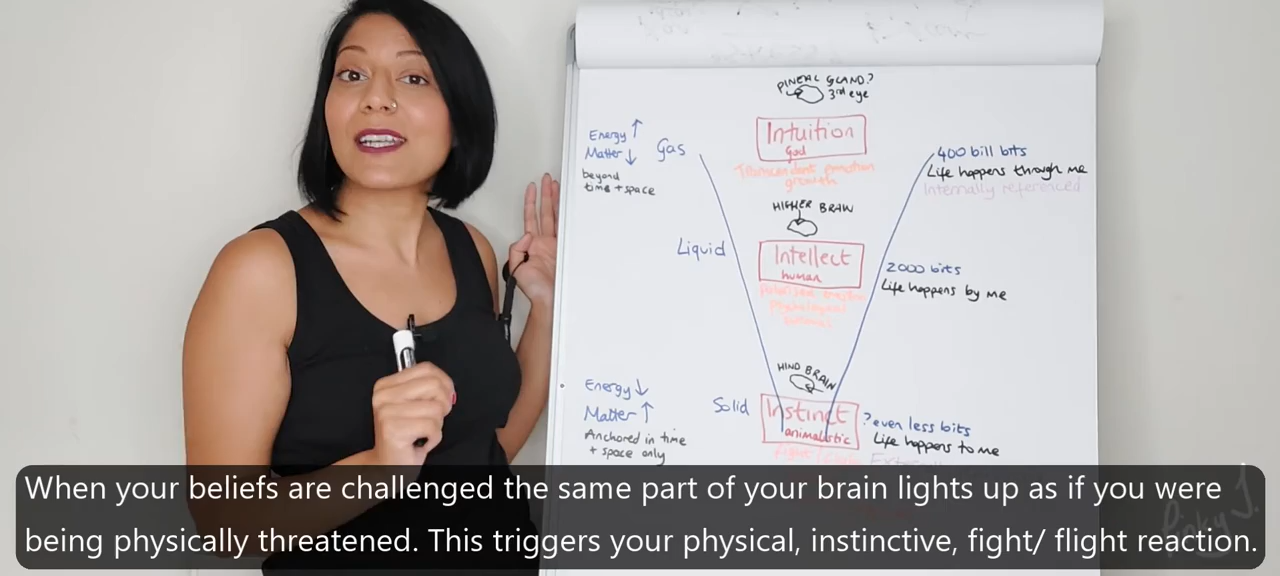 PINEAL GLAND?
3rd eye
Energy ↑
Matter ↓
beyond
time + space
Gas
Intuition
God
Transcendent emotion
growth
400 bill bits
Life happens through me
Internally referenced
HIGHER BRAIN
Liquid
Intellect
human
2000 bits
Life happens by me
HIND BRAIN
Energy ↓
Matter ↑
Anchored in time
+ space only
Solid
Instinct
animalistic
? even less bits
Life happens to me
When your beliefs are challenged the same part of your brain lights up as if you were
being physically threatened. This triggers your physical, instinctive, fight/ flight reaction.